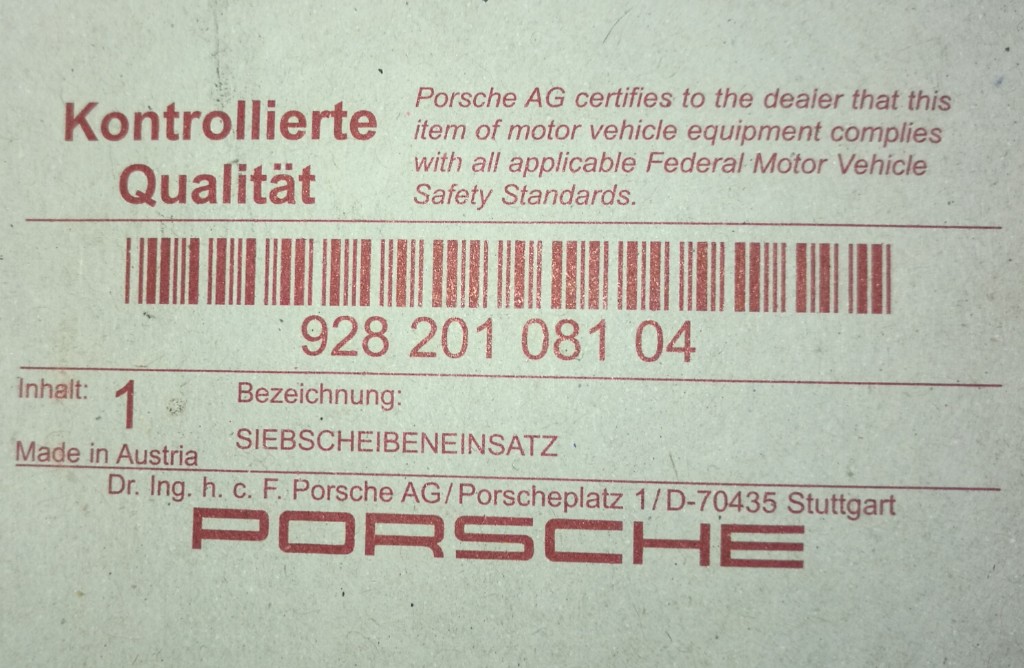 Kontrollierte
Qualität
Porsche AG certifies to the dealer that this
item of motor vehicle equipment complies
with all applicable Federal Motor Vehicle
Safety Standards.
928 201 081 04
Inhalt: 1
Bezeichnung:
SIEBSCHEIBENEINSATZ
Made in Austria
Dr. Ing. h. c. F. Porsche AG/Porscheplatz 1/D-70435 Stuttgart
PORSCHE